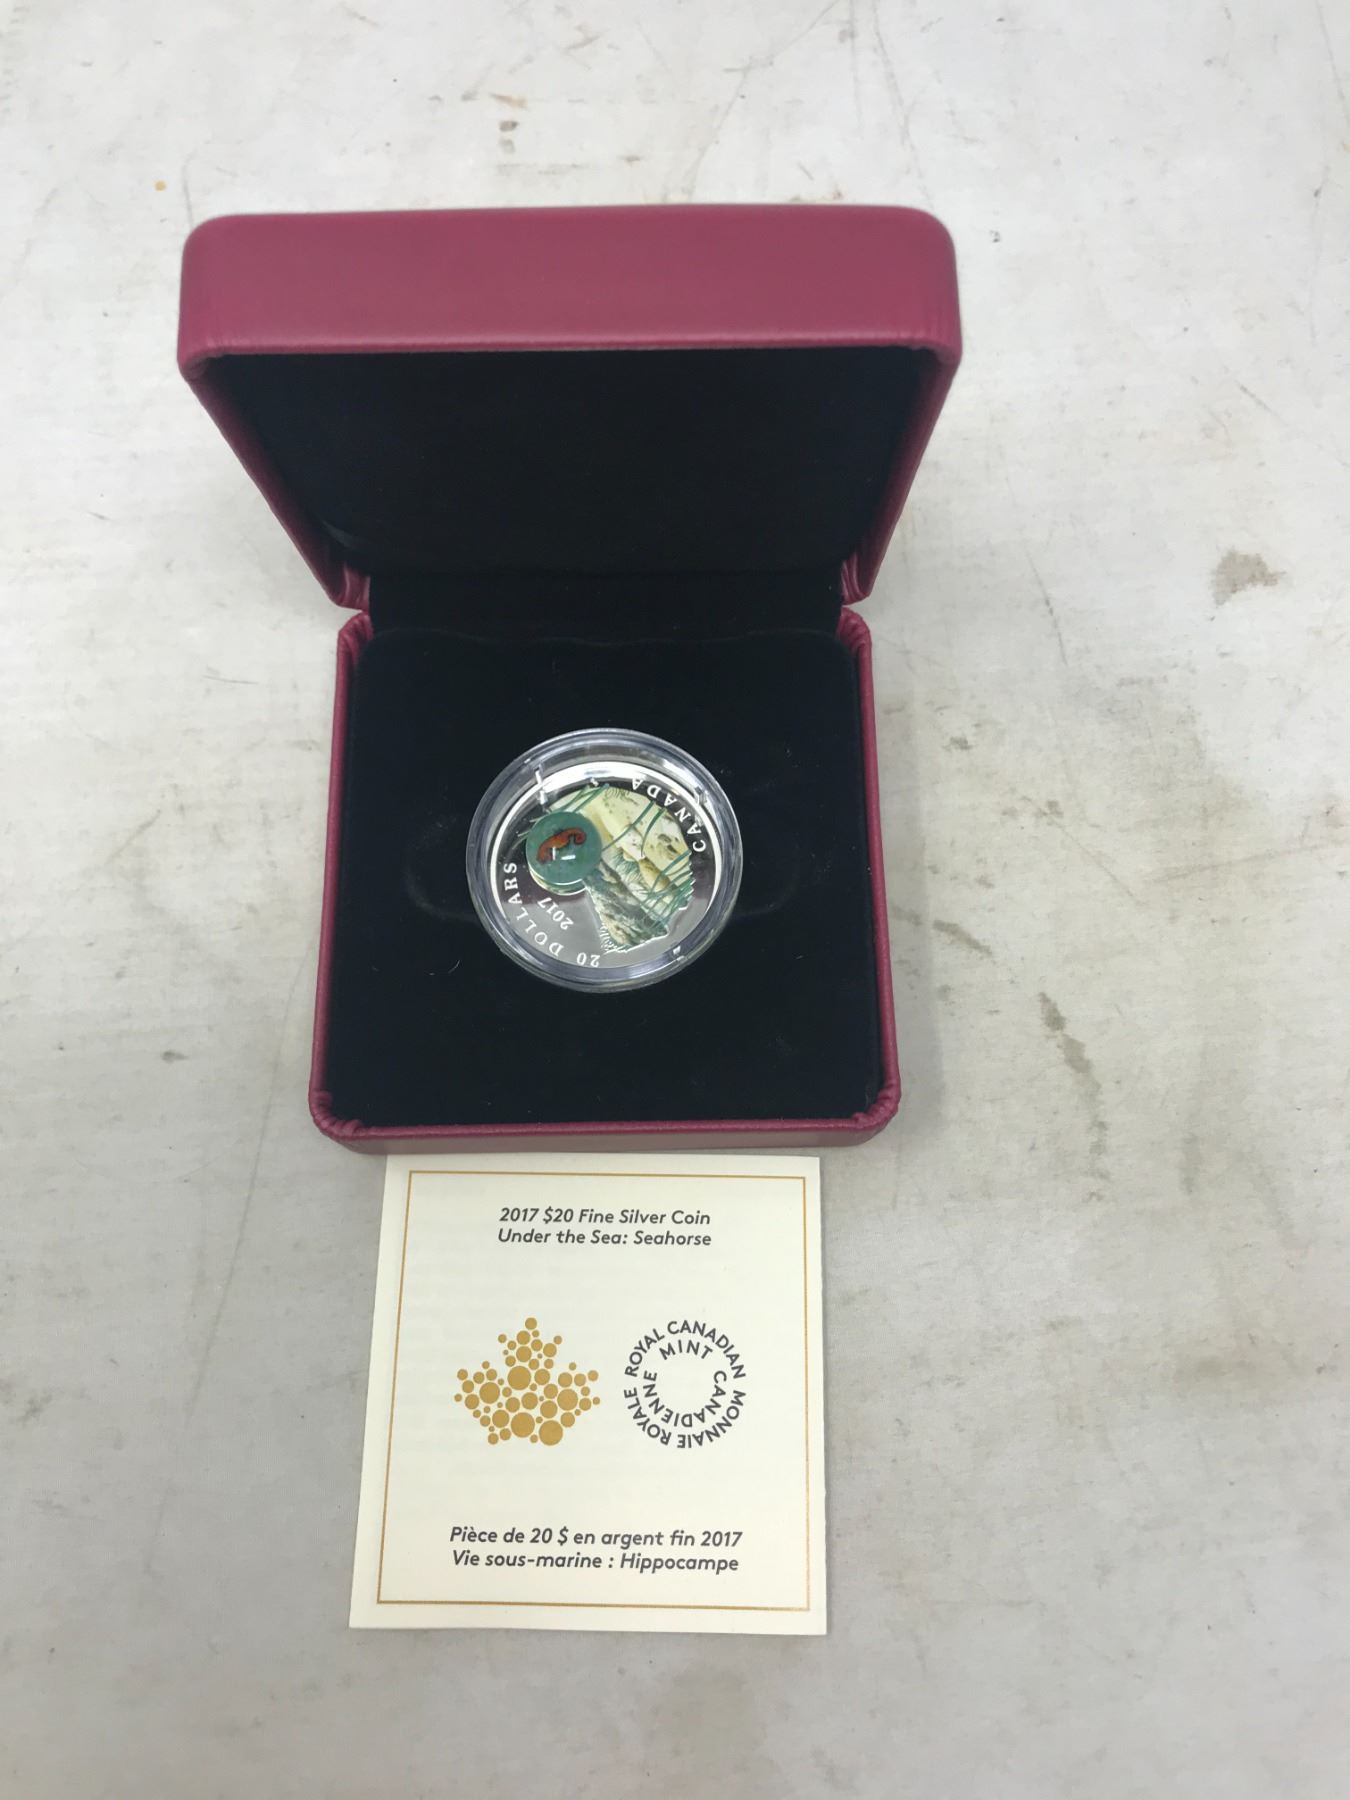 CANADA
20 DOLLARS
2017
2017 $20 Fine Silver Coin
Under the Sea: Seahorse
ROYAL CANADIAN MINT
MONNAIE ROYALE CANADIENNE
Pièce de 20 $ en argent fin 2017
Vie sous-marine : Hippocampe